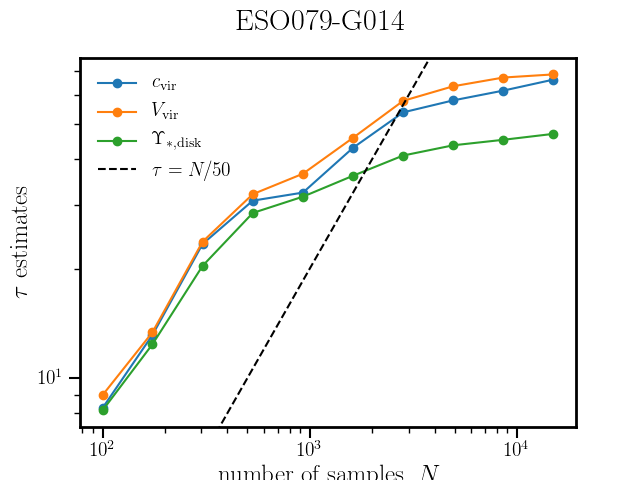 ESO079-G014
c_vir
V_vir
Υ_*,disk
τ = N/50
τ estimates
10^1
10^2
10^3
10^4
number of samples, N